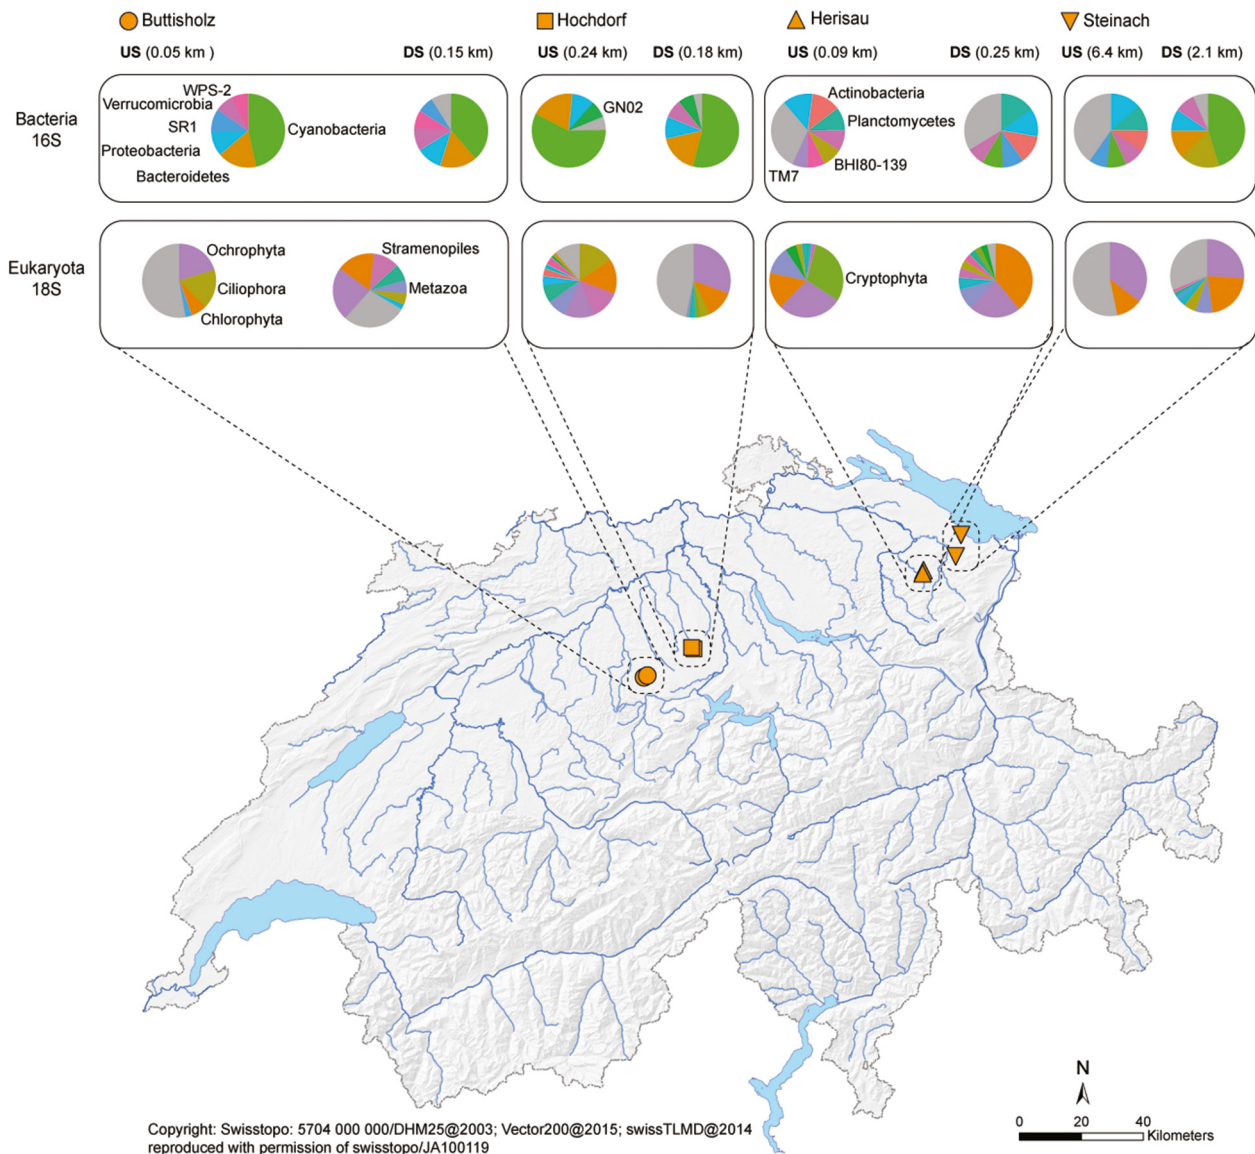 Buttisholz
Hochdorf
Herisau
Steinach
US (0.05 km )
DS (0.15 km)
US (0.24 km)
DS (0.18 km)
US (0.09 km)
DS (0.25 km)
US (6.4 km)
DS (2.1 km)
Bacteria
16S
WPS-2
Verrucomicrobia
SR1
Proteobacteria
Bacteroidetes
Cyanobacteria
GN02
Actinobacteria
Planctomycetes
BHI80-139
TM7
Eukaryota
18S
Ochrophyta
Ciliophora
Chlorophyta
Stramenopiles
Metazoa
Cryptophyta
N
0 20 40
Kilometers
Copyright: Swisstopo: 5704 000 000/DHM25@2003; Vector200@2015; swissTLMD@2014
reproduced with permission of swisstopo/JA100119